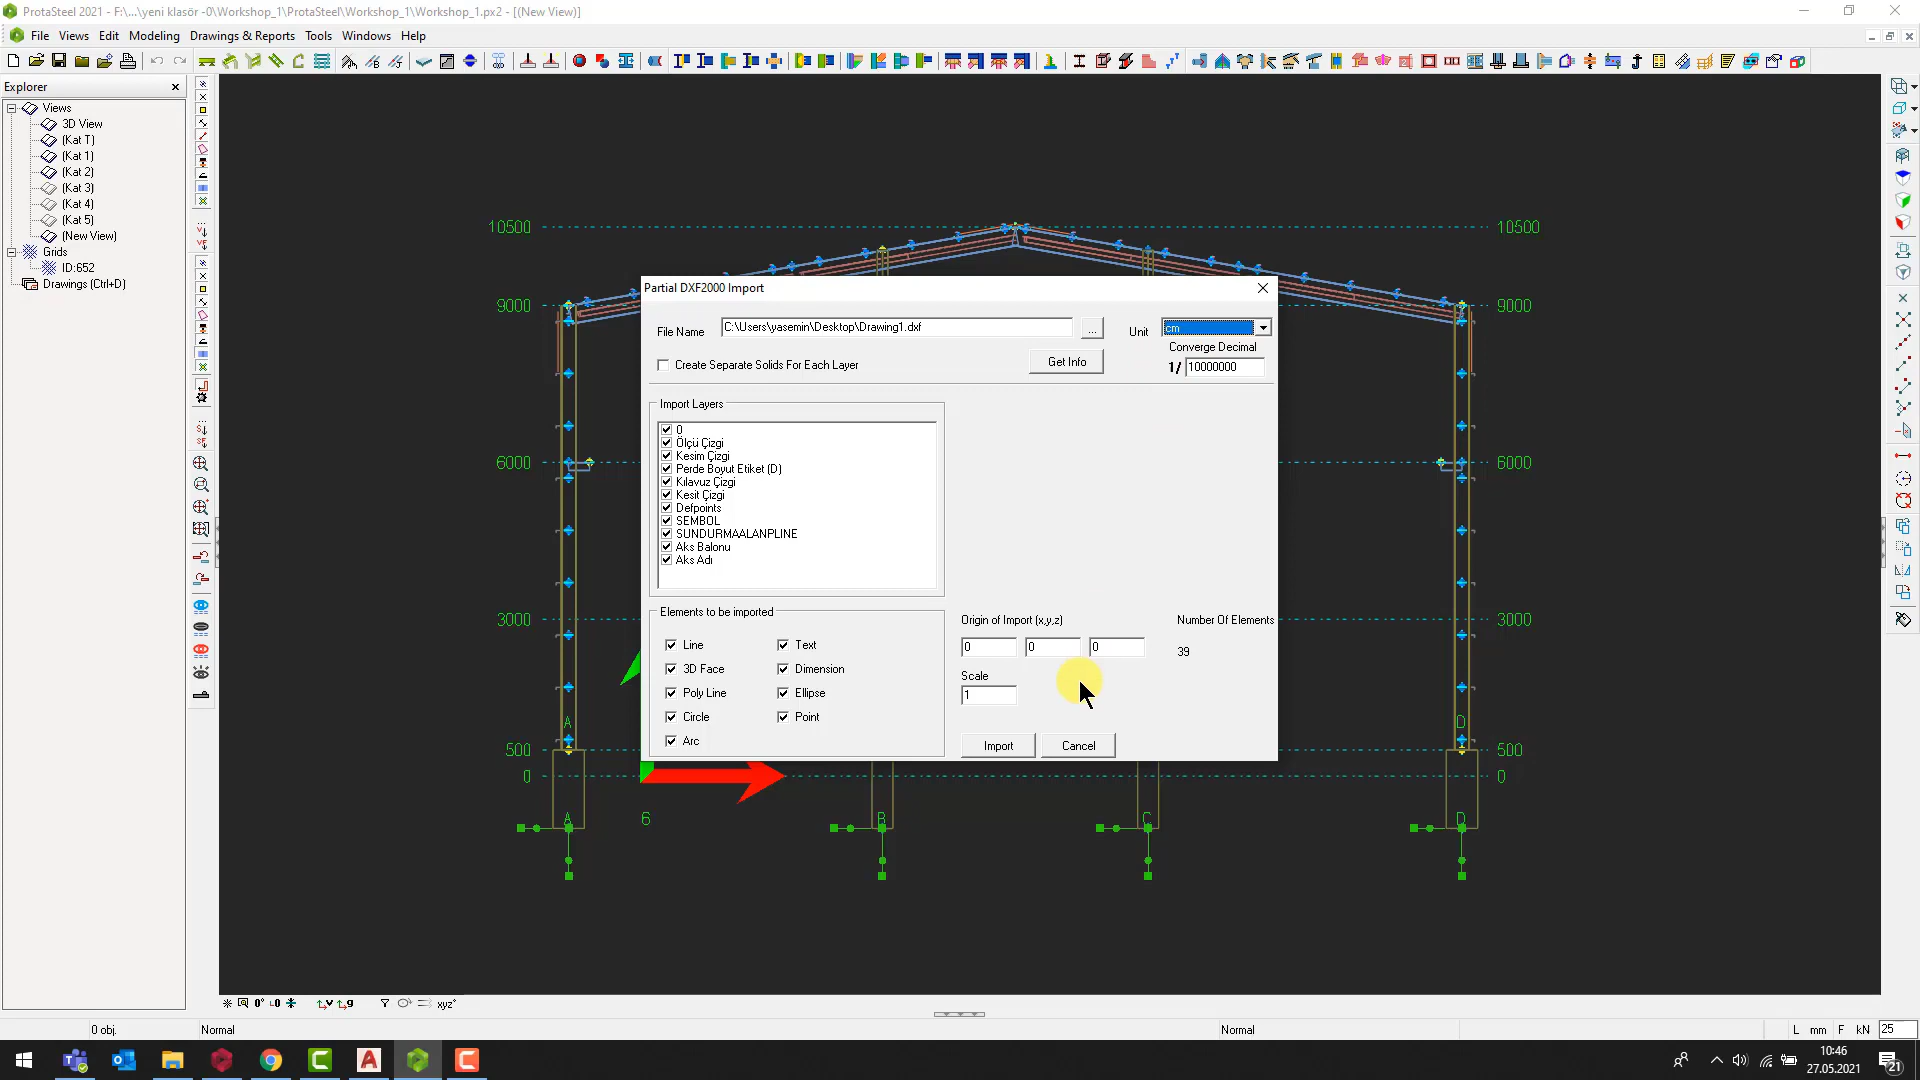 ProtaSteel 2021 - F:\...\yeni klasör -0\Workshop_1\ProtaSteel\Workshop_1\Workshop_1.px2 - [(New View)]
File Views Edit Modeling Drawings & Reports Tools Windows Help
Explorer
Views
3D View
(Kat T)
(Kat 1)
(Kat 2)
(Kat 3)
(Kat 4)
(Kat 5)
(New View)
Grids
ID:652
Drawings (Ctrl+D)
10500 10500
9000 9000
6000 6000
3000 3000
500 500
0 0
A D
A 6 B C D
Partial DXF2000 Import
File Name C:\Users\yasemin\Desktop\Drawing1.dxf ... Unit cm
Converge Decimal
Create Separate Solids For Each Layer Get Info 1/ 10000000
Import Layers
0
Ölçü Çizgi
Kesim Çizgi
Perde Boyut Etiket (D)
Kılavuz Çizgi
Kesit Çizgi
Defpoints
SEMBOL
SUNDURMAALANPLINE
Aks Balonu
Aks Adı
Elements to be imported
Line Text
3D Face Dimension
Poly Line Ellipse
Circle Point
Arc
Origin of Import (x,y,z) Number Of Elements
0 0 0 39
Scale
1
Import Cancel
xyz*
0 obj. Normal Normal L mm F kN 25
10:46
27.05.2021
21